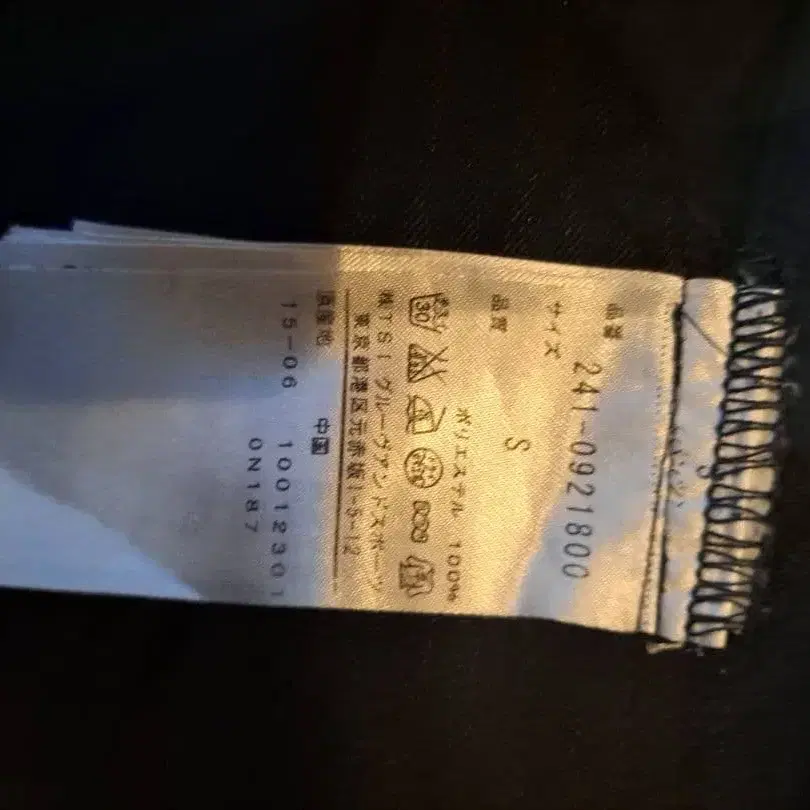 品番
241-0921800
サイズ
S
品質
ポリエステル 100%
30
㈱TSI グルーヴアンドスポーツ
東京都港区元赤坂1-5-12
原産地 中国
15-06 10012301
0N187